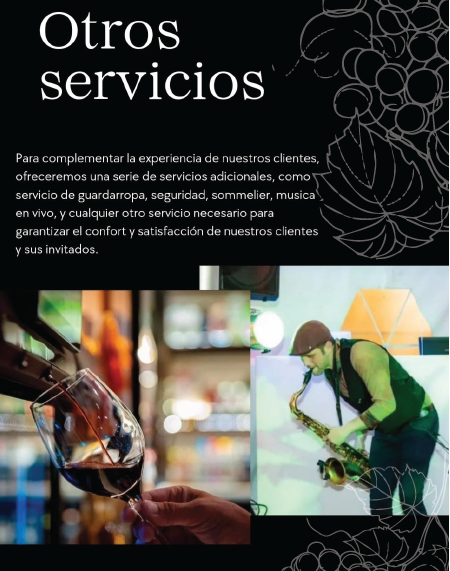 Otros
servicios
Para complementar la experiencia de nuestros clientes,
ofreceremos una serie de servicios adicionales, como
servicio de guardarropa, seguridad, sommelier, musica
en vivo, y cualquier otro servicio necesario para
garantizar el confort y satisfacción de nuestros clientes
y sus invitados.